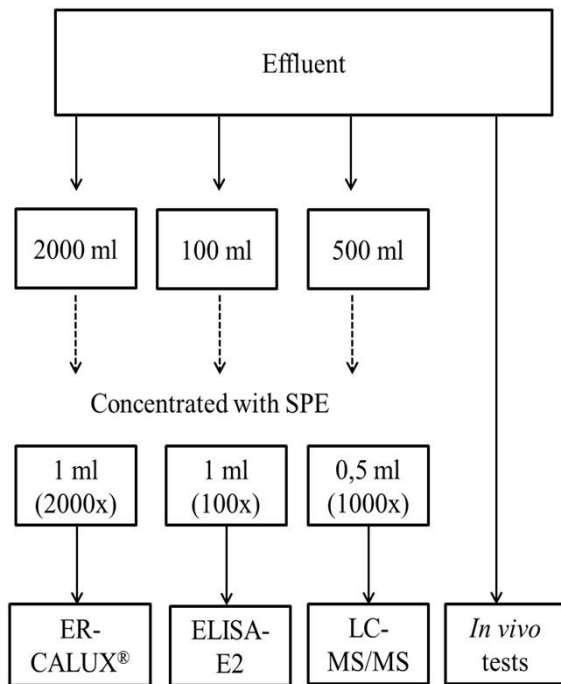 Effluent
2000 ml
100 ml
500 ml
Concentrated with SPE
1 ml
(2000x)
1 ml
(100x)
0,5 ml
(1000x)
ER-
CALUX®
ELISA-
E2
LC-
MS/MS
In vivo
tests